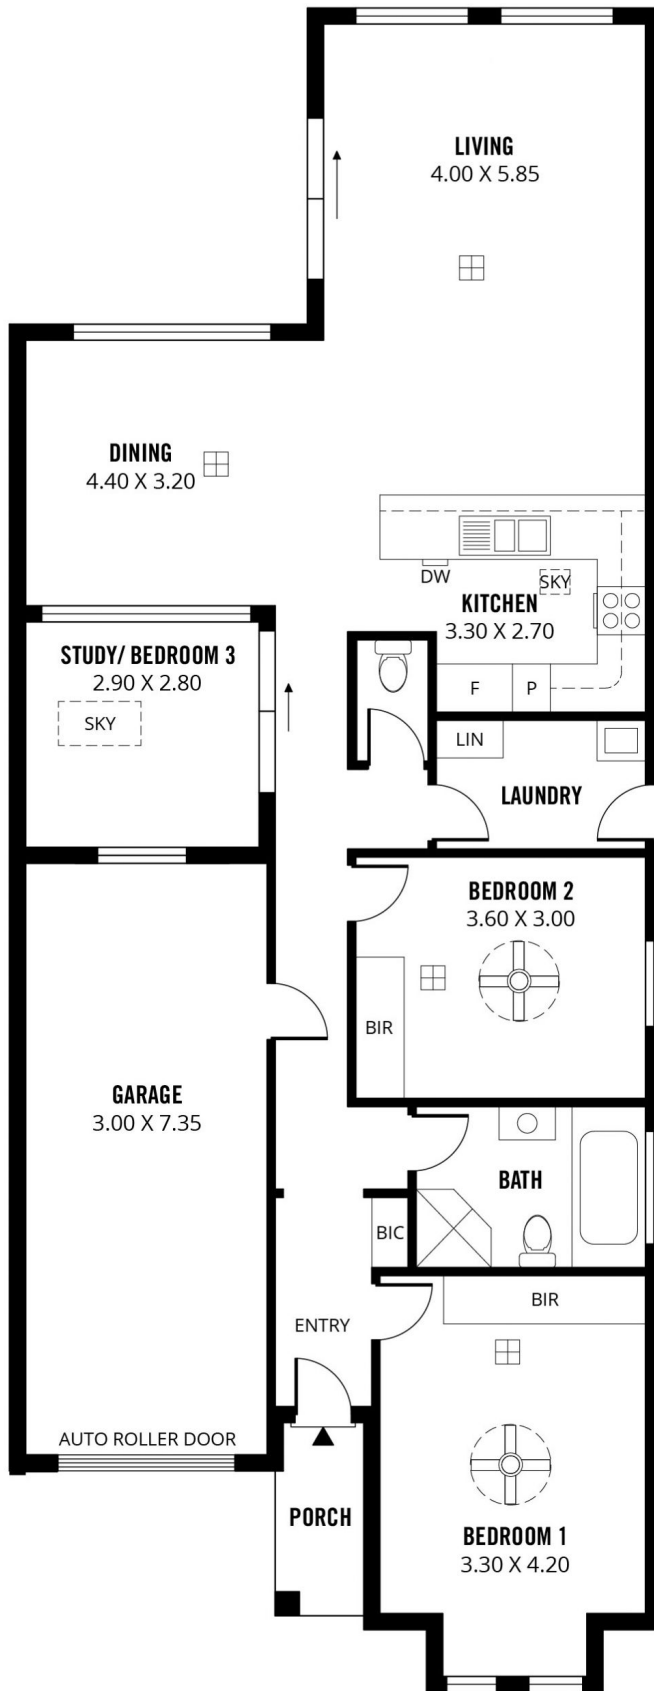 LIVING
4.00 X 5.85
DINING
4.40 X 3.20
DW
SKY
KITCHEN
3.30 X 2.70
F
P
STUDY/ BEDROOM 3
2.90 X 2.80
SKY
LIN
LAUNDRY
BEDROOM 2
3.60 X 3.00
BIR
GARAGE
3.00 X 7.35
BATH
BIC
BIR
ENTRY
AUTO ROLLER DOOR
PORCH
BEDROOM 1
3.30 X 4.20